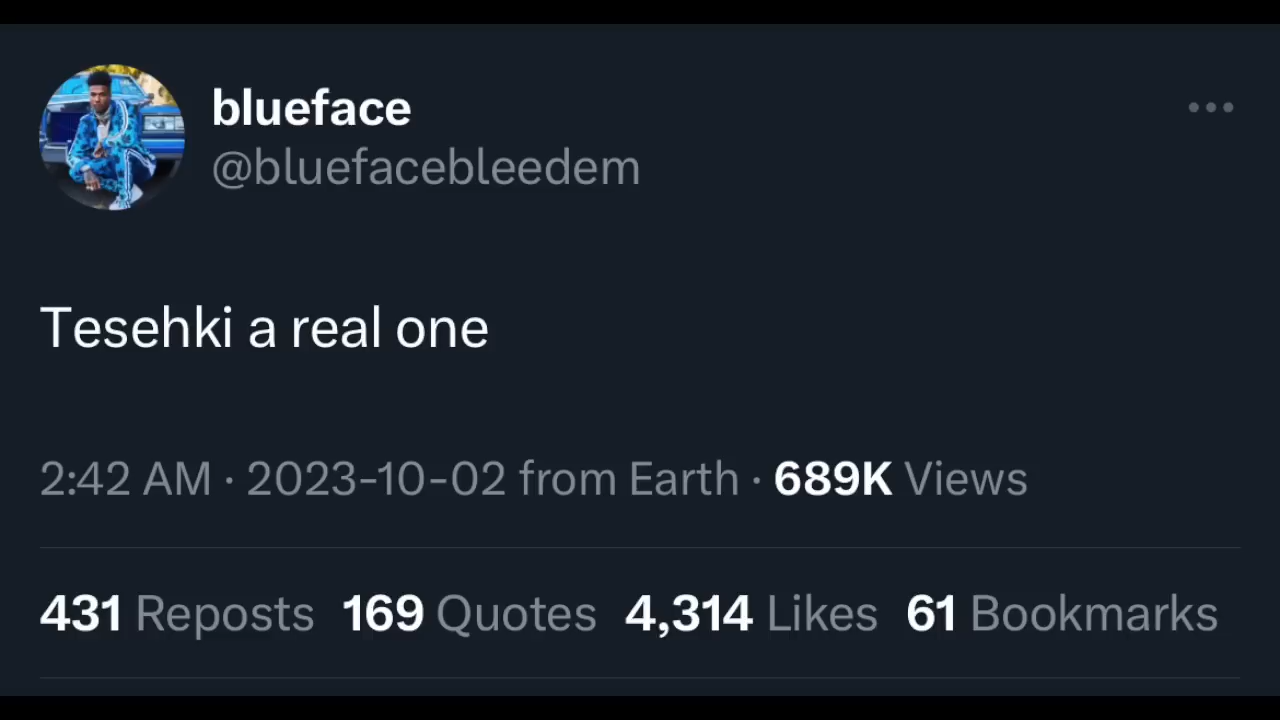 blueface
@bluefacebleedem
Tesehki a real one
2:42 AM · 2023-10-02 from Earth · 689K Views
431 Reposts 169 Quotes 4,314 Likes 61 Bookmarks